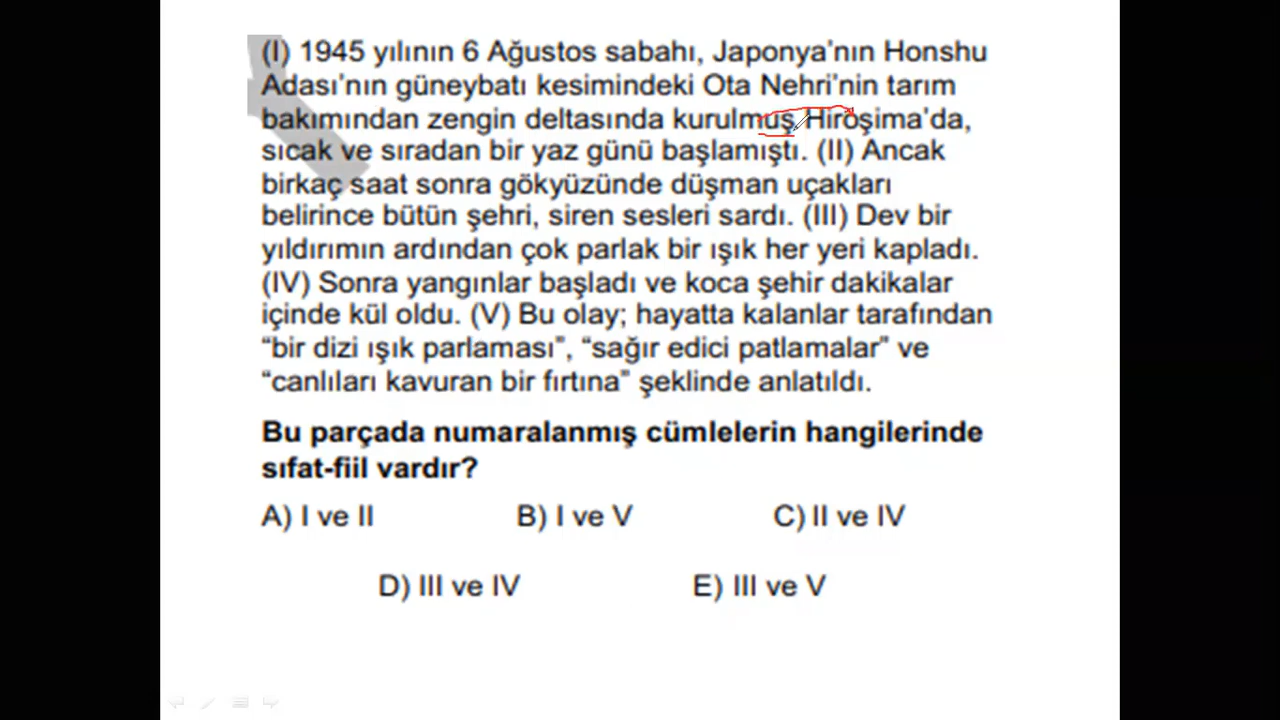 (I) 1945 yılının 6 Ağustos sabahı, Japonya’nın Honshu
Adası’nın güneybatı kesimindeki Ota Nehri’nin tarım
bakımından zengin deltasında kurulmuş Hiroşima’da,
sıcak ve sıradan bir yaz günü başlamıştı. (II) Ancak
birkaç saat sonra gökyüzünde düşman uçakları
belirince bütün şehri, siren sesleri sardı. (III) Dev bir
yıldırımın ardından çok parlak bir ışık her yeri kapladı.
(IV) Sonra yangınlar başladı ve koca şehir dakikalar
içinde kül oldu. (V) Bu olay; hayatta kalanlar tarafından
“bir dizi ışık parlaması”, “sağır edici patlamalar” ve
“canlıları kavuran bir fırtına” şeklinde anlatıldı.
Bu parçada numaralanmış cümlelerin hangilerinde
sıfat-fiil vardır?
A) I ve II B) I ve V C) II ve IV
D) III ve IV E) III ve V